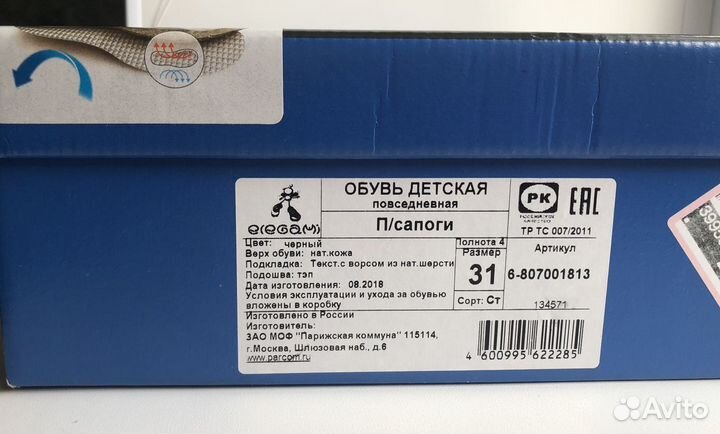 ОБУВЬ ДЕТСКАЯ
повседневная
П/сапоги
elegami
РК
РОССИЙСКОЕ КАЧЕСТВО
ЕАС
ТР ТС 007/2011
Цвет: черный
Верх обуви: нат.кожа
Подкладка: Текст.с ворсом из нат.шерсти
Подошва: тэп
Дата изготовления: 08.2018
Условия эксплуатации и ухода за обувью
вложены в коробку
Полнота 4
Размер
31
Сорт: Ст
Артикул
6-807001813
134571
Изготовлено в России
Изготовитель:
ЗАО МОФ "Парижская коммуна" 115114,
г.Москва, Шлюзовая наб., д.6
www.parcom.ru
4 600995 622285
Avito